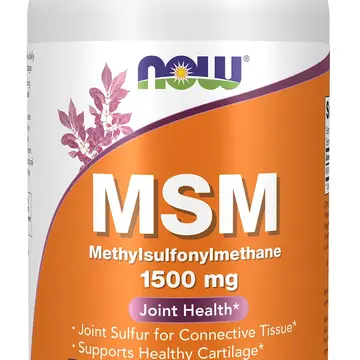 NOW
MSM
Methylsulfonylmethane
1500 mg
Joint Health*
• Joint Sulfur for Connective Tissue*
• Supports Healthy Cartilage*